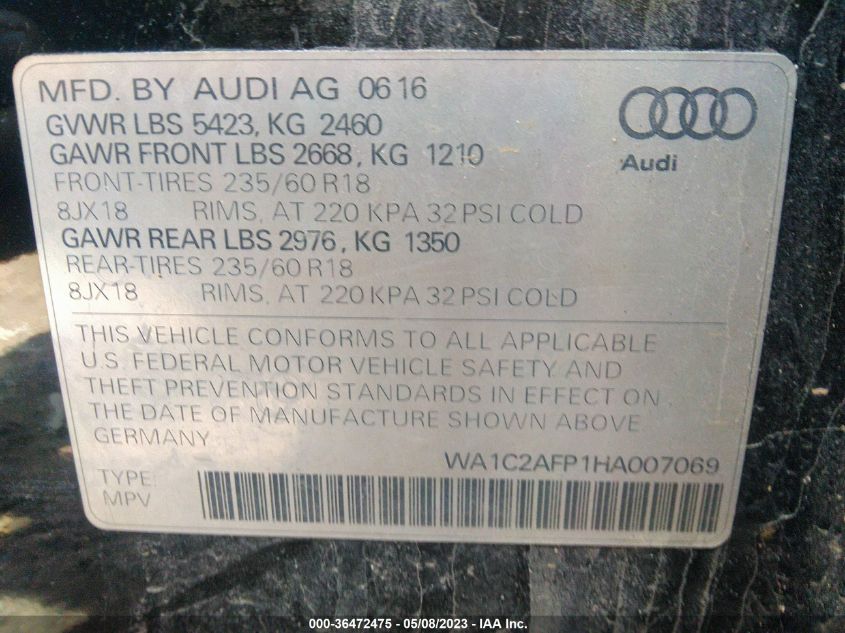 MFD. BY AUDI AG 0616
GVWR LBS 5423, KG 2460
GAWR FRONT LBS 2668, KG 1210
FRONT-TIRES 235/60 R18
8JX18 RIMS, AT 220 KPA 32 PSI COLD
GAWR REAR LBS 2976, KG 1350
REAR-TIRES 235/60 R18
8JX18 RIMS, AT 220 KPA 32 PSI COLD
Audi
THIS VEHICLE CONFORMS TO ALL APPLICABLE
U.S. FEDERAL MOTOR VEHICLE SAFETY AND
THEFT PREVENTION STANDARDS IN EFFECT ON
THE DATE OF MANUFACTURE SHOWN ABOVE
GERMANY
WA1C2AFP1HA007069
TYPE:
MPV
000-36472475 - 05/08/2023 - IAA Inc.